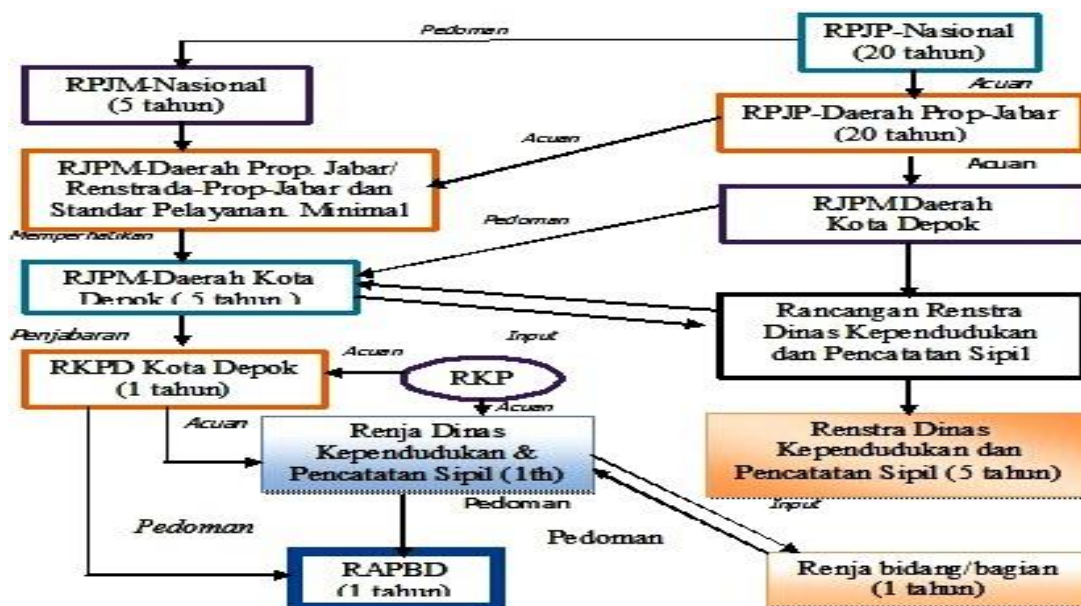 Pedoman
RPJP-Nasional
(20 tahun)
RPJM-Nasional
(5 tahun)
Acuan
RPJP-Daerah Prop-Jabar
(20 tahun)
Acuan
RJPM-Daerah Prop. Jabar/
Renstrada-Prop-Jabar dan
Standar Pelayanan. Minimal
Acuan
Pedoman
RJPM Daerah
Kota Depok
Memperhatikan
RJPM-Daerah Kota
Depok ( 5 tahun )
Rancangan Renstra
Dinas Kependudukan
dan Pencatatan Sipil
Penjabaran
Input
RKPD Kota Depok
(1 tahun)
Acuan
RKP
Acuan
Acuan
Renja Dinas
Kependudukan &
Pencatatan Sipil (1th)
Renstra Dinas
Kependudukan dan
Pencatatan Sipil (5 tahun)
Pedoman
Input
Pedoman
Pedoman
RAPBD
(1 tahun)
Renja bidang/bagian
(1 tahun)